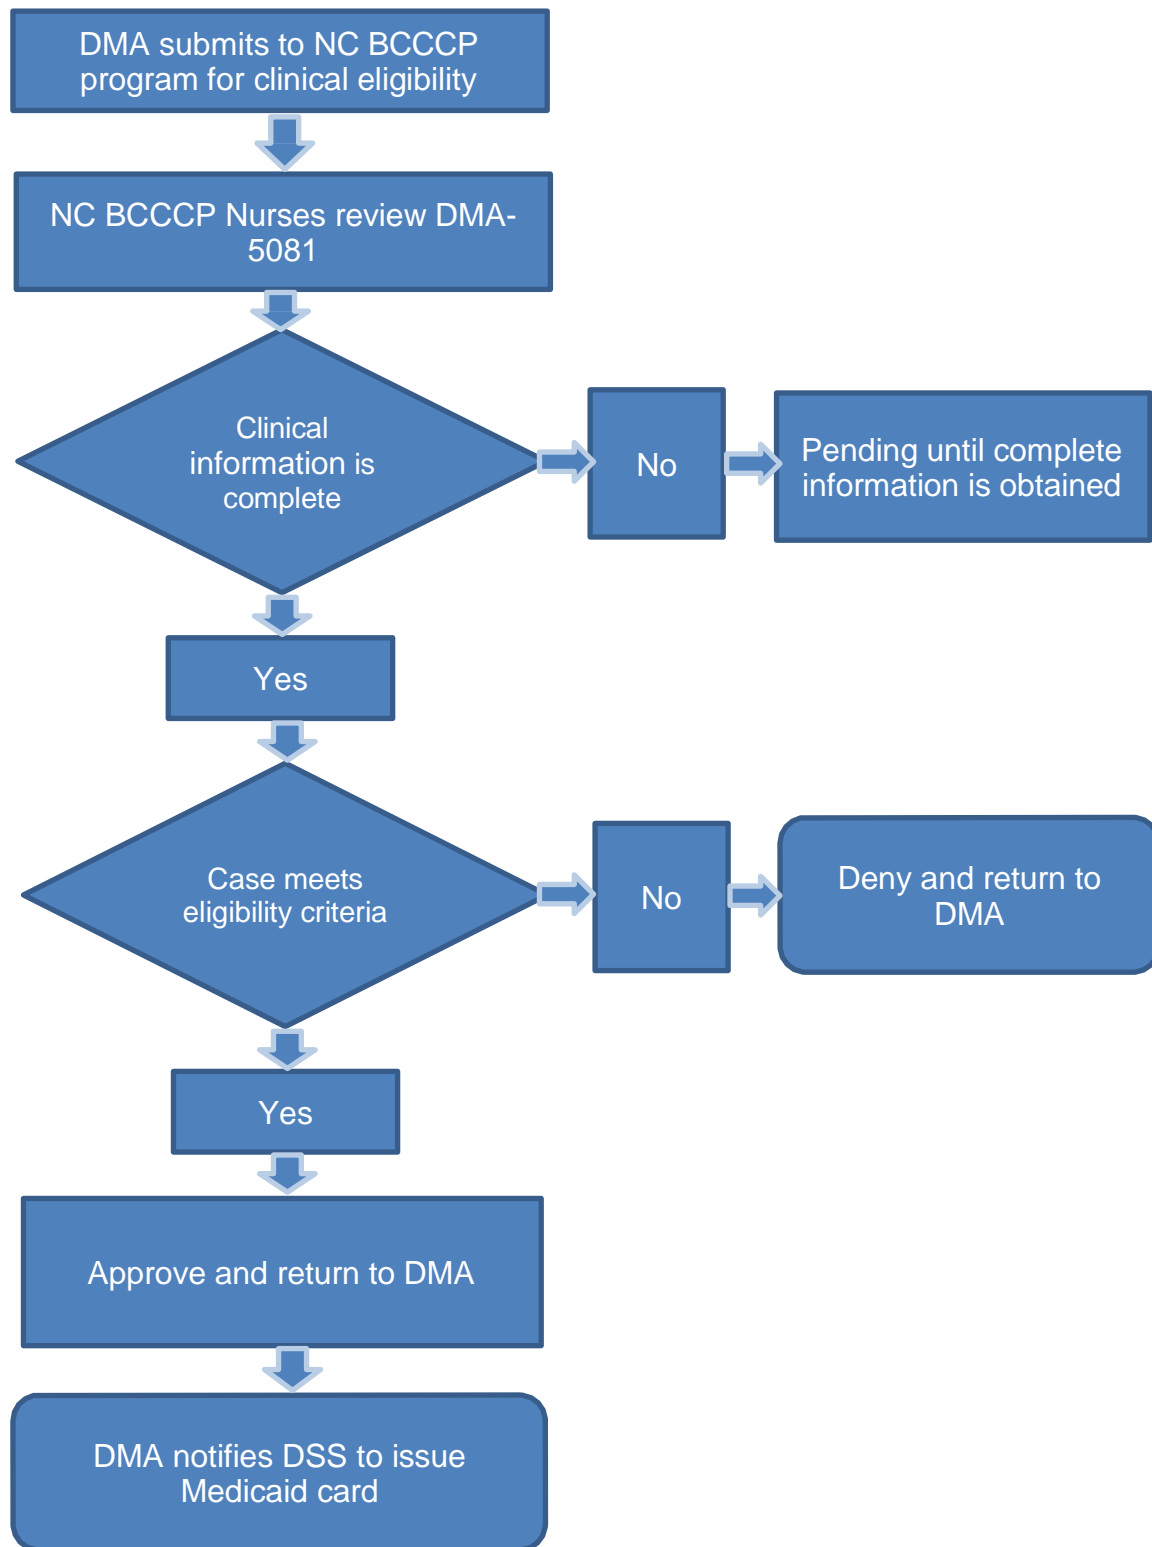 DMA submits to NC BCCCP
program for clinical eligibility
NC BCCCP Nurses review DMA-
5081
Clinical
information is
complete
No
Pending until complete
information is obtained
Yes
Case meets
eligibility criteria
No
Deny and return to
DMA
Yes
Approve and return to DMA
DMA notifies DSS to issue
Medicaid card